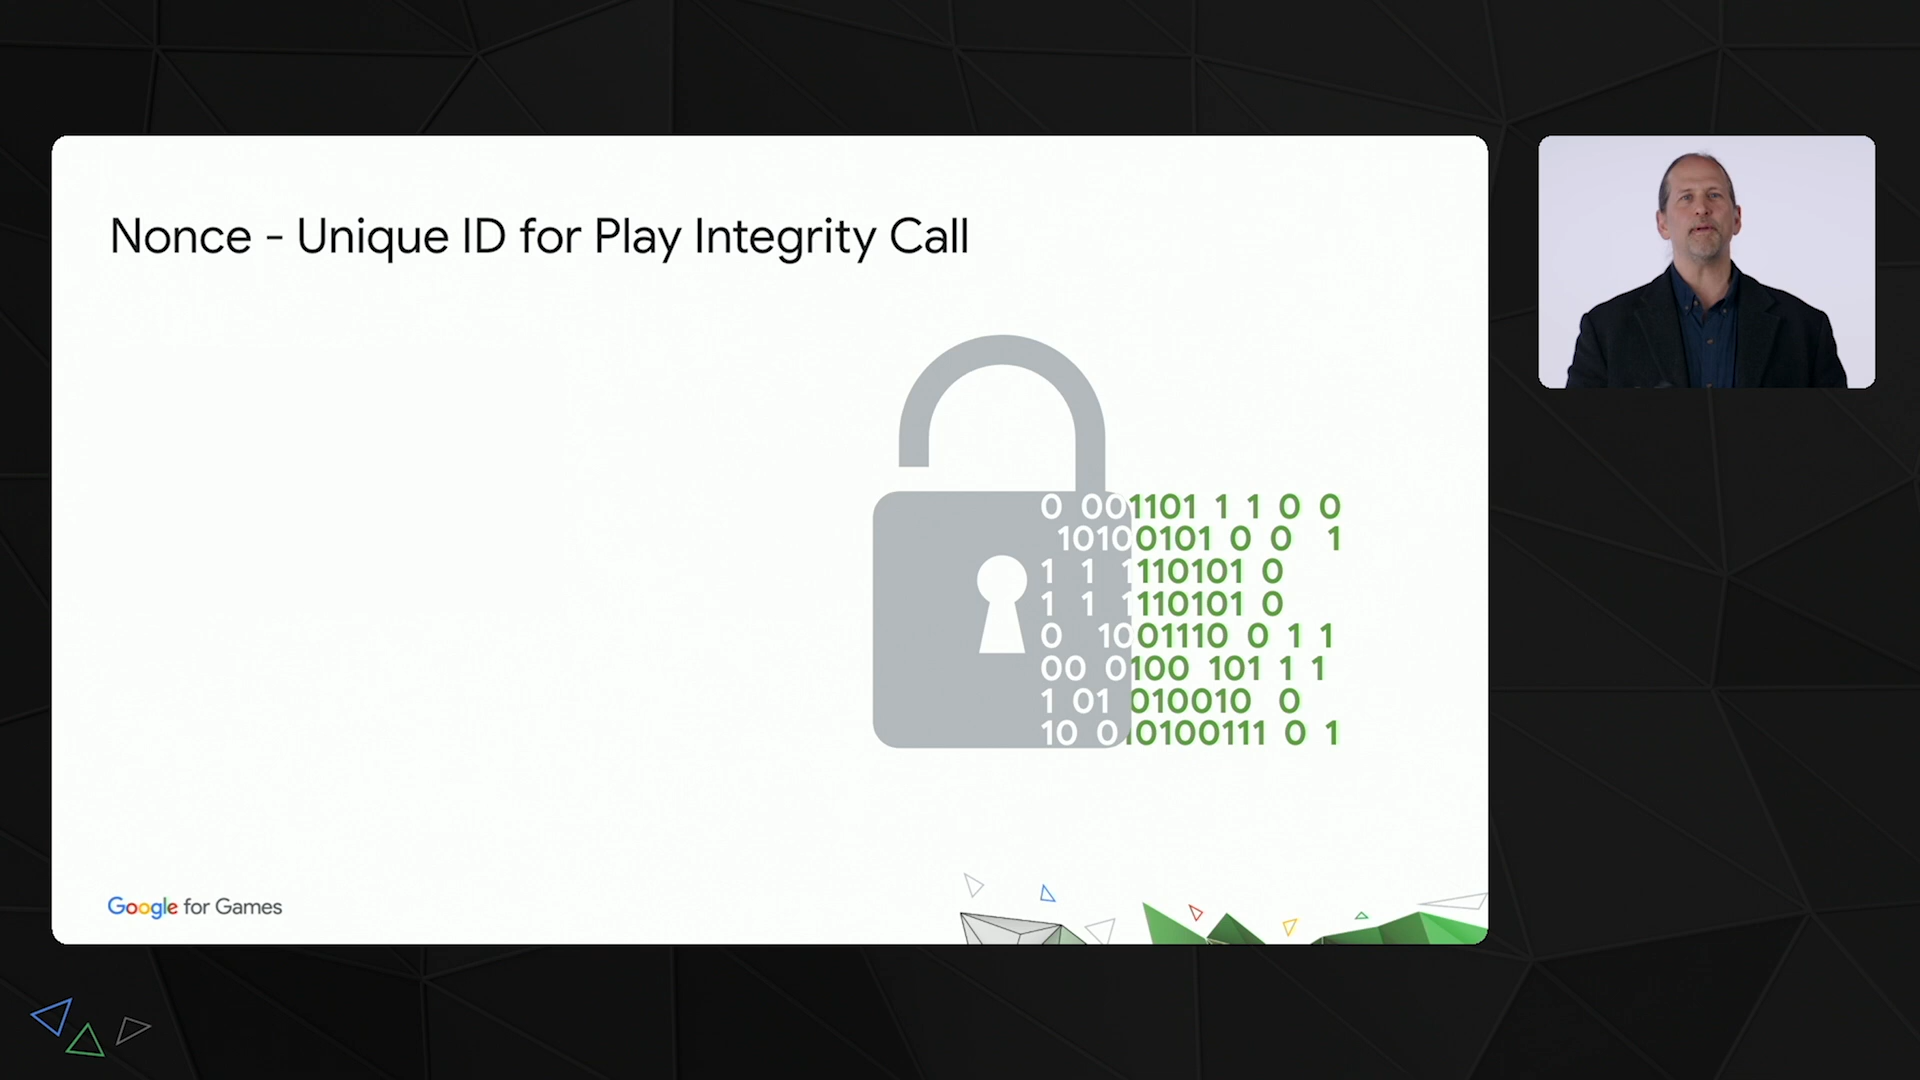 Nonce - Unique ID for Play Integrity Call
0 001101 1 1 0 0
10100101 0 0 1
1 1 1110101 0
1 1 1110101 0
0 1001110 0 1 1
00 0100 101 1 1
1 01 010010 0
10 010100111 0 1
Google for Games